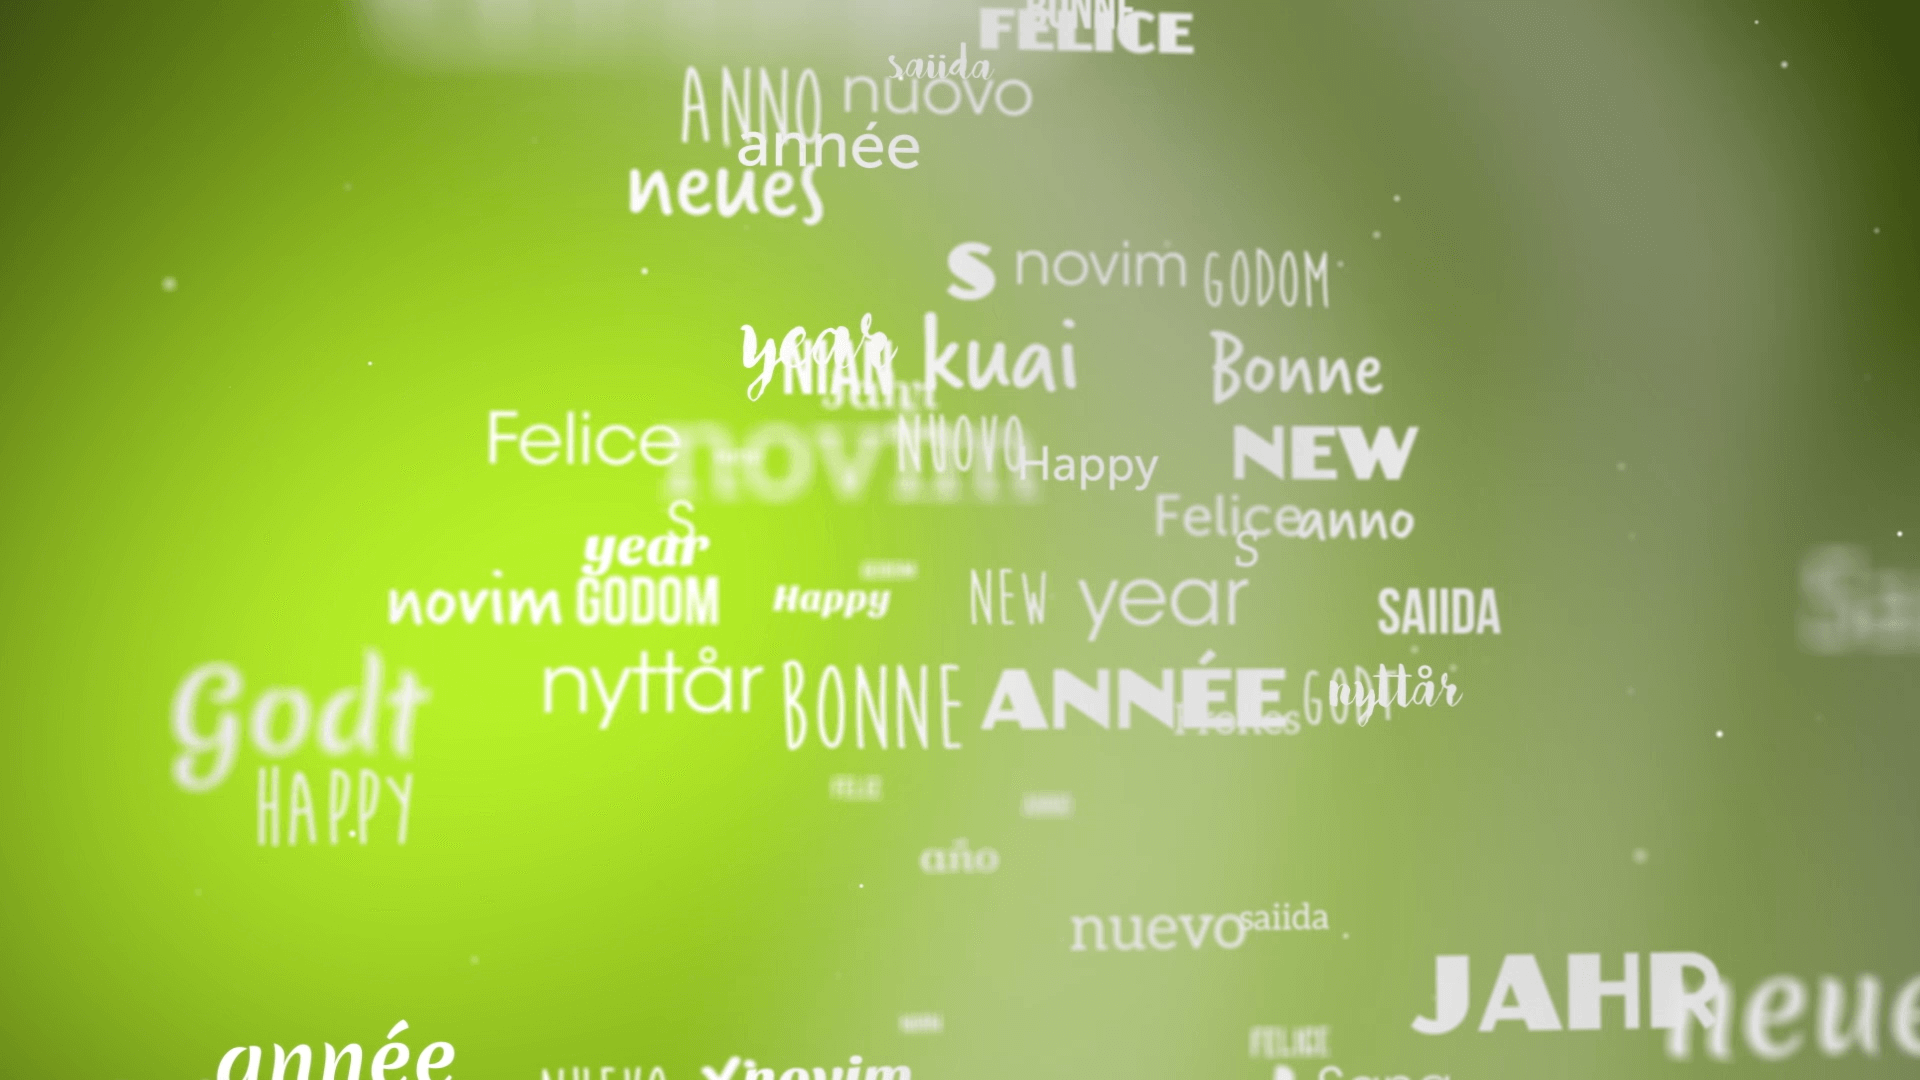 BONNE
FELICE
saiida
ANNO nuovo
année
neues
S novim GODOM
year
NIAN kuai Bonne
Jahr
Felice novim NUOVO Happy NEW
Felice anno
S
year S
novim GODOM Happy NEW year SAIIDA
Godt nyttår BONNE ANNÉE GODT nyttår
Frohes
HAPPY
año
nuevo saiida
JAHR
année
NUEVO novim
FELICE